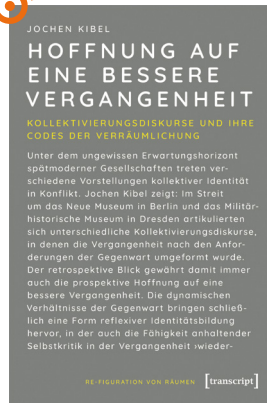 JOCHEN KIBEL
HOFFNUNG AUF
EINE BESSERE
VERGANGENHEIT
KOLLEKTIVIERUNGSDISKURSE UND IHRE
CODES DER VERRÄUMLICHUNG
Unter dem ungewissen Erwartungshorizont
spätmoderner Gesellschaften treten ver-
schiedene Vorstellungen kollektiver Identität
in Konflikt. Jochen Kibel zeigt: Im Streit
um das Neue Museum in Berlin und das Militär-
historische Museum in Dresden artikulierten
sich unterschiedliche Kollektivierungsdiskurse,
in denen die Vergangenheit nach den Anfor-
derungen der Gegenwart umgeformt wurde.
Der retrospektive Blick gewährt damit immer
auch die prospektive Hoffnung auf eine
bessere Vergangenheit. Die dynamischen
Verhältnisse der Gegenwart bringen schließ-
lich eine Form reflexiver Identitätsbildung
hervor, in der auch die Fähigkeit anhaltender
Selbstkritik in der Vergangenheit ›wieder-
RE-FIGURATION VON RÄUMEN [transcript]